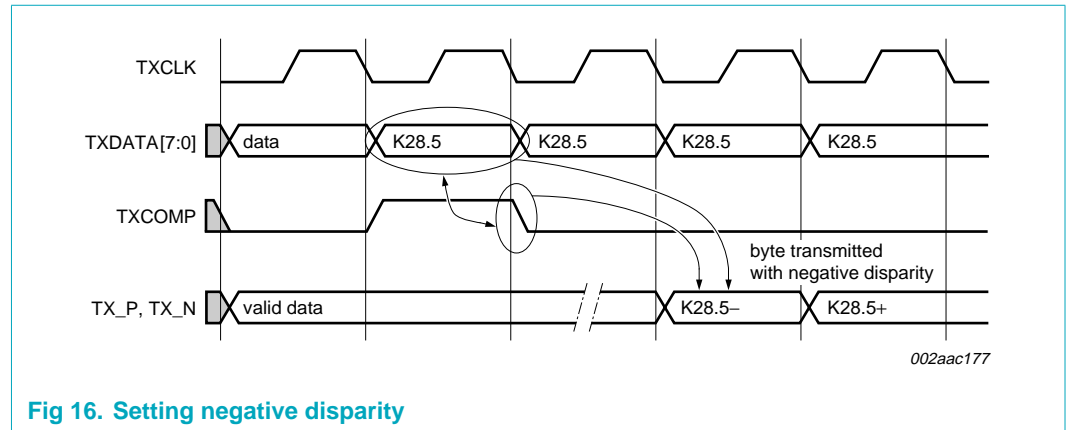 TXCLK
TXDATA[7:0] data K28.5 K28.5 K28.5 K28.5
TXCOMP
byte transmitted
with negative disparity
TX_P, TX_N valid data K28.5− K28.5+
002aac177
Fig 16. Setting negative disparity